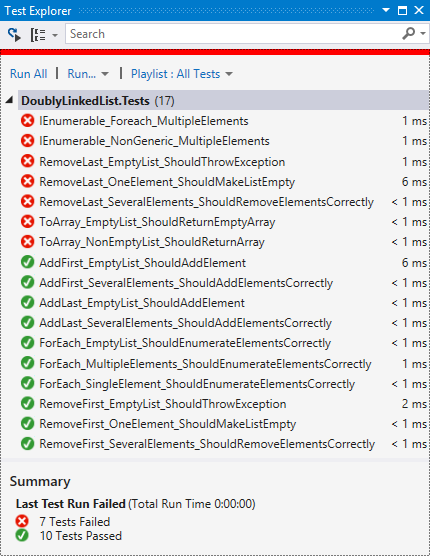 Test Explorer
Search
Run All | Run... | Playlist : All Tests
DoublyLinkedList.Tests (17)
IEnumerable_Foreach_MultipleElements 1 ms
IEnumerable_NonGeneric_MultipleElements 1 ms
RemoveLast_EmptyList_ShouldThrowException 1 ms
RemoveLast_OneElement_ShouldMakeListEmpty 6 ms
RemoveLast_SeveralElements_ShouldRemoveElementsCorrectly < 1 ms
ToArray_EmptyList_ShouldReturnEmptyArray < 1 ms
ToArray_NonEmptyList_ShouldReturnArray < 1 ms
AddFirst_EmptyList_ShouldAddElement 6 ms
AddFirst_SeveralElements_ShouldAddElementsCorrectly < 1 ms
AddLast_EmptyList_ShouldAddElement < 1 ms
AddLast_SeveralElements_ShouldAddElementsCorrectly < 1 ms
ForEach_EmptyList_ShouldEnumerateElementsCorrectly < 1 ms
ForEach_MultipleElements_ShouldEnumerateElementsCorrectly 1 ms
ForEach_SingleElement_ShouldEnumerateElementsCorrectly < 1 ms
RemoveFirst_EmptyList_ShouldThrowException 2 ms
RemoveFirst_OneElement_ShouldMakeListEmpty < 1 ms
RemoveFirst_SeveralElements_ShouldRemoveElementsCorrectly < 1 ms
Summary
Last Test Run Failed (Total Run Time 0:00:00)
7 Tests Failed
10 Tests Passed